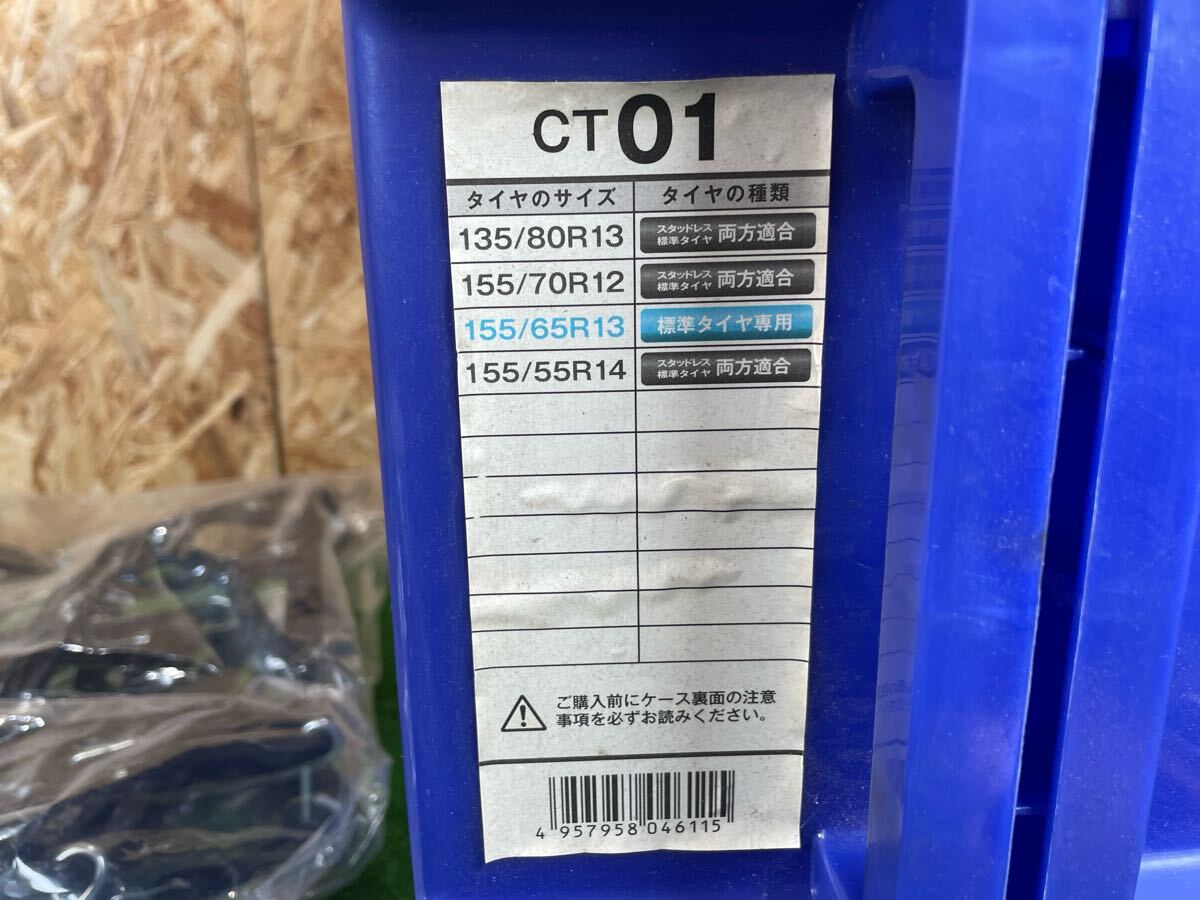 CT01
タイヤのサイズ タイヤの種類
135/80R13 スタッドレス 標準タイヤ 両方適合
155/70R12 スタッドレス 標準タイヤ 両方適合
155/65R13 標準タイヤ専用
155/55R14 スタッドレス 標準タイヤ 両方適合
ご購入前にケース裏面の注意
事項を必ずお読みください。
4 957958 046115